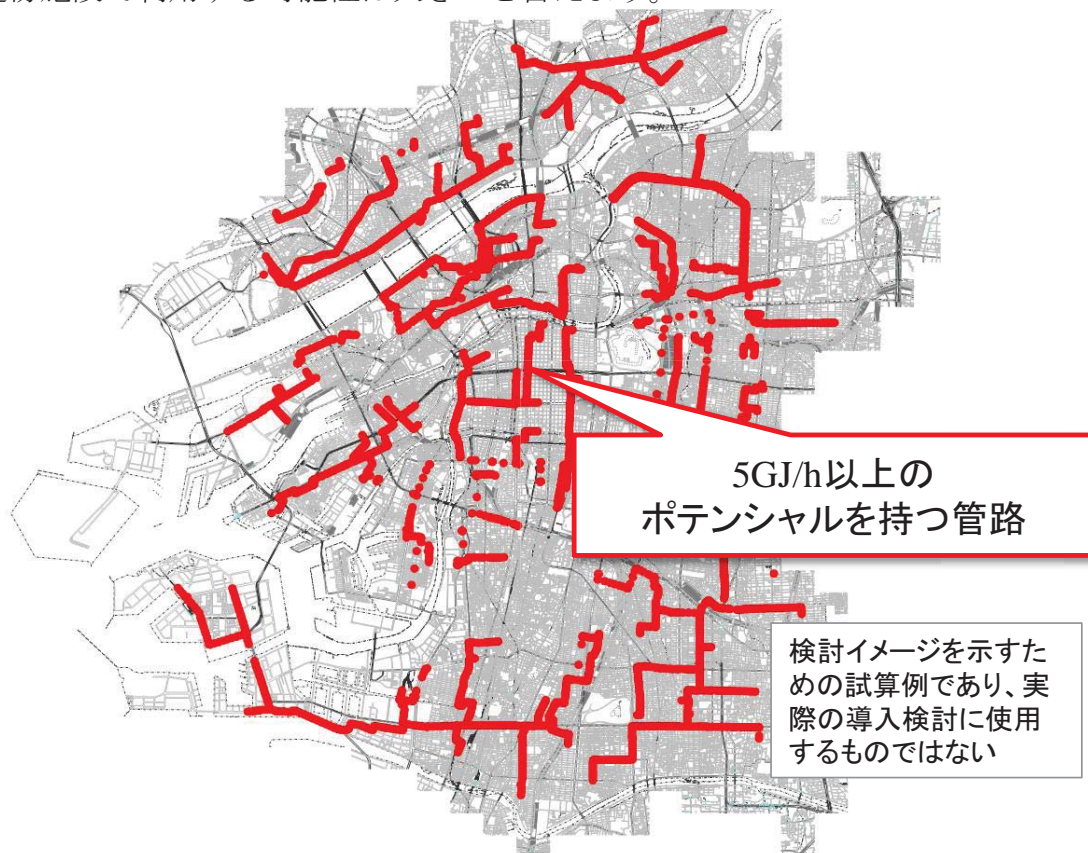 5GJ/h以上の
ポテンシャルを持つ管路
検討イメージを示すた
めの試算例であり、実
際の導入検討に使用
するものではない